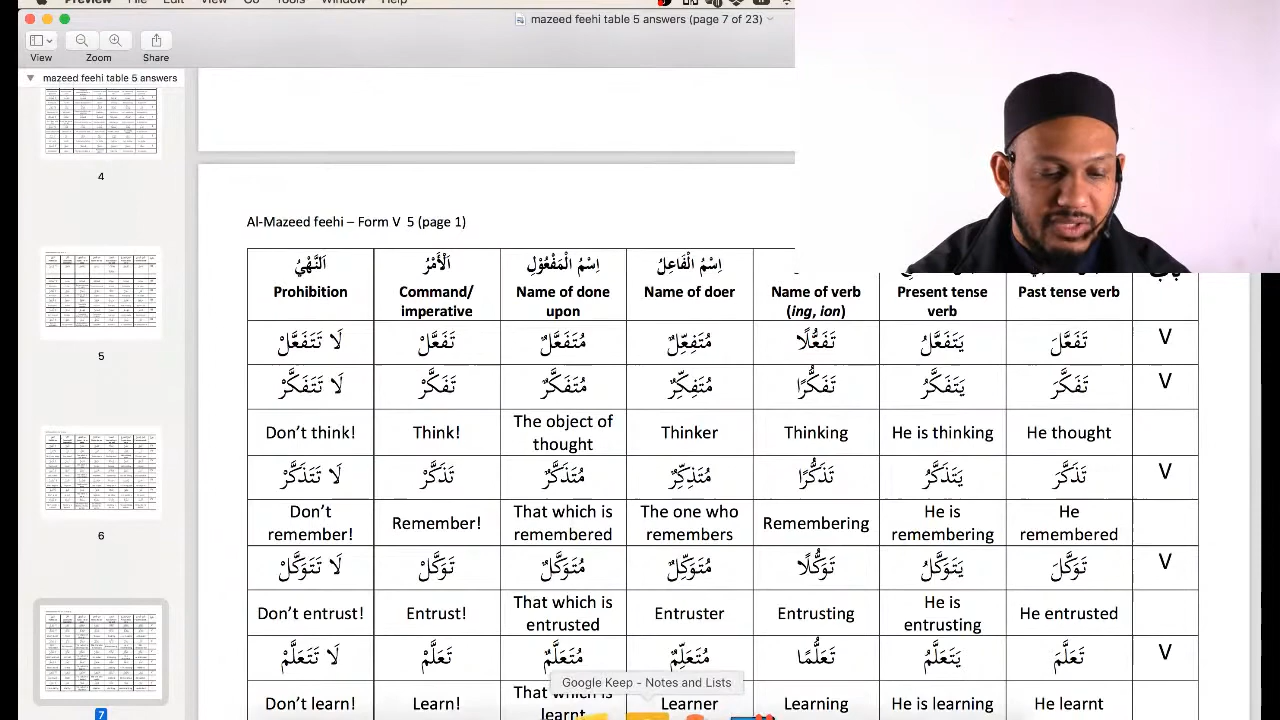 File Edit View Go Tools Window Help
mazeed feehi table 5 answers (page 7 of 23)
View Zoom Share
mazeed feehi table 5 answers
4
5
6
7
Al-Mazeed feehi – Form V 5 (page 1)
اَلنَّهْيُ اَلْأَمْرُ اِسْمُ الْمَفْعُوْلِ اِسْمُ الْفَاعِلُ
Prohibition Command/ Name of done Name of doer Name of verb Present tense Past tense verb
imperative upon (ing, ion) verb
لَا تَتَفَعَّلْ تَفَعَّلْ مُتَفَعَّلٌ مُتَفِعِّلٌ تَفَعُّلًا يَتَفَعَّلُ تَفَعَّلَ V
لَا تَتَفَكَّرْ تَفَكَّرْ مُتَفَكَّرٌ مُتَفِكِّرٌ تَفَكُّرًا يَتَفَكَّرُ تَفَكَّرَ V
Don't think! Think! The object of Thinker Thinking He is thinking He thought
thought
لَا تَتَذَكَّرْ تَذَكَّرْ مُتَذَكَّرٌ مُتَذِكِّرٌ تَذَكُّرًا يَتَذَكَّرُ تَذَكَّرَ V
Don't Remember! That which is The one who Remembering He is He
remember! remembered remembers remembering remembered
لَا تَتَوَكَّلْ تَوَكَّلْ مُتَوَكَّلٌ مُتَوَكِّلٌ تَوَكُّلًا يَتَوَكَّلُ تَوَكَّلَ V
Don't entrust! Entrust! That which is Entruster Entrusting He is He entrusted
entrusted entrusting
لَا تَتَعَلَّمْ تَعَلَّمْ مُتَعَلَّمٌ مُتَعَلِّمٌ تَعَلُّمًا يَتَعَلَّمُ تَعَلَّمَ V
Google Keep - Notes and Lists
Don't learn! Learn! That which is Learner Learning He is learning He learnt
learnt